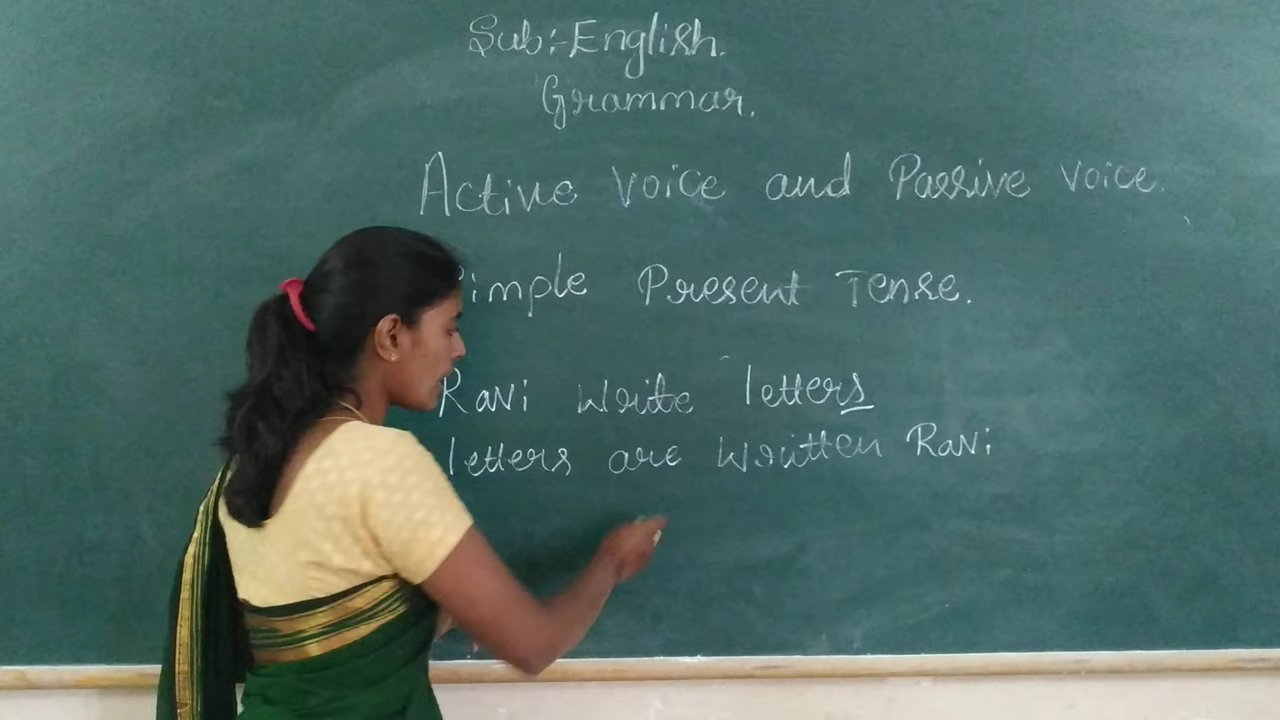 Sub:-English.
Grammar.
Active Voice and Passive voice.
Simple Present Tense.
Ravi write letters
letters are written Ravi